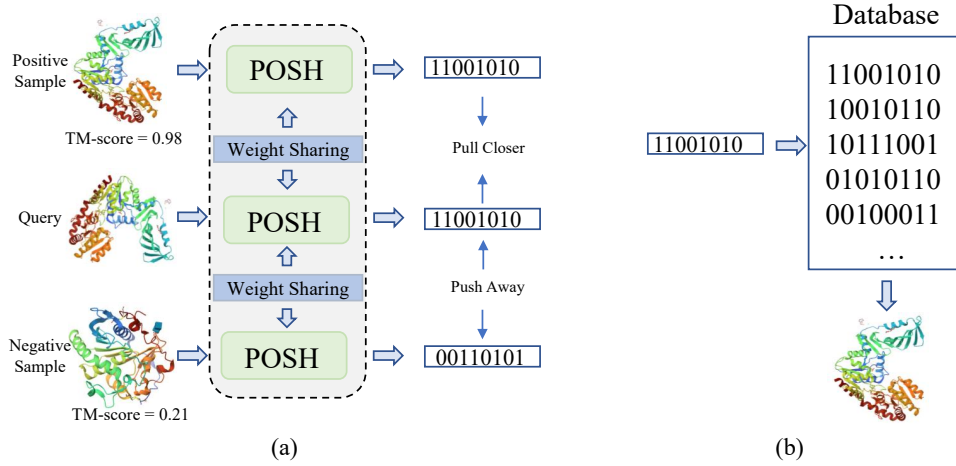 Positive
Sample
TM-score = 0.98
POSH
11001010
Weight Sharing
Pull Closer
Query
POSH
11001010
Weight Sharing
Push Away
Negative
Sample
TM-score = 0.21
POSH
00110101
(a)
Database
11001010
11001010
10010110
10111001
01010110
00100011
...
(b)